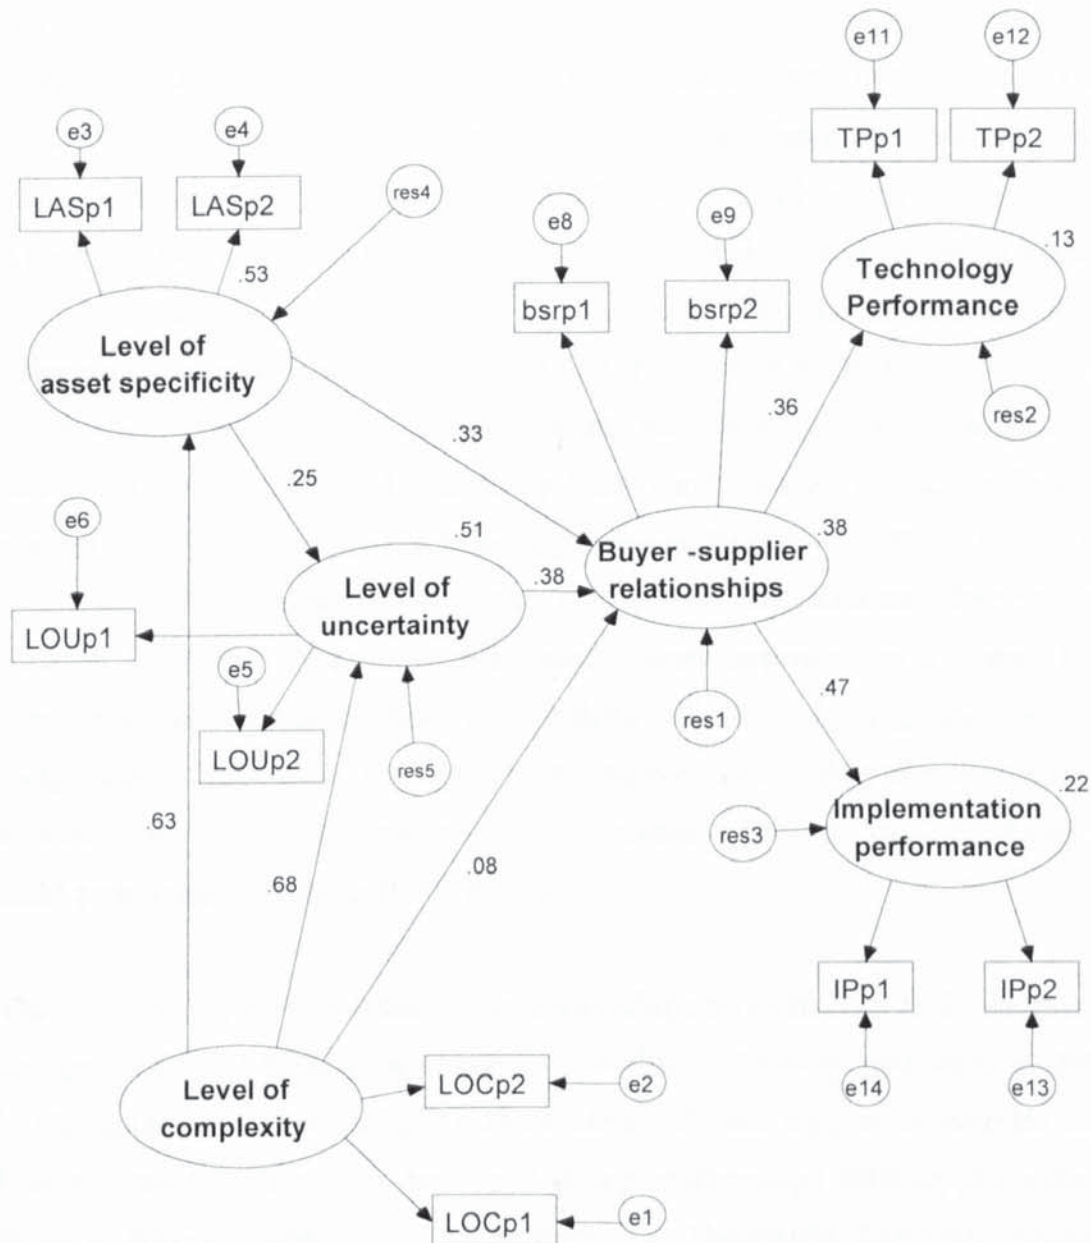 e11
e12
TPp1
TPp2
e3
e4
LASp1
LASp2
res4
e8
e9
bsrp1
bsrp2
.53
.13
Technology
Performance
Level of
asset specificity
res2
.36
.33
.25
e6
.51
.38
Level of
uncertainty
.38
Buyer -supplier
relationships
LOUp1
e5
LOUp2
res5
res1
.47
.22
Implementation
performance
res3
.63
.68
.08
IPp1
IPp2
e14
e13
Level of
complexity
LOCp2
e2
LOCp1
e1